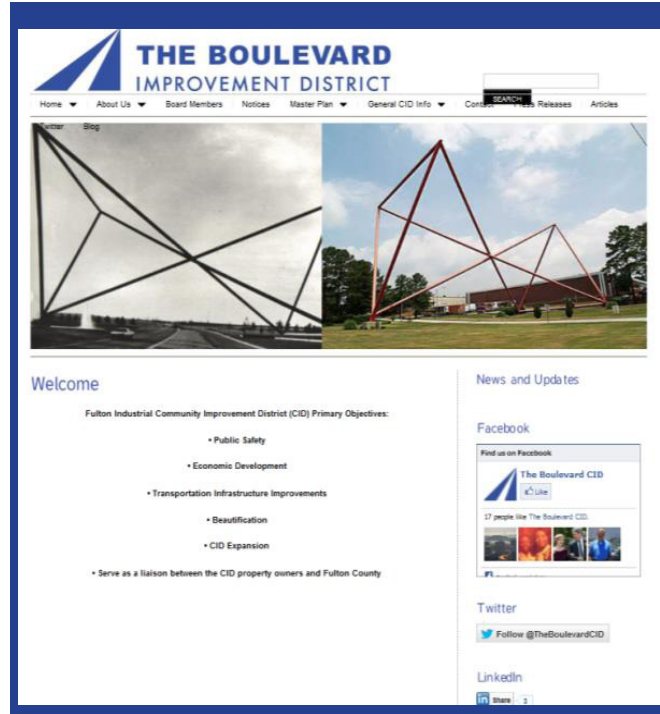 THE BOULEVARD
IMPROVEMENT DISTRICT
SEARCH
Home About Us Board Members Notices Master Plan General CID Info Contact Press Releases Articles
Twitter Blog
Welcome
Fulton Industrial Community Improvement District (CID) Primary Objectives:
• Public Safety
• Economic Development
• Transportation Infrastructure Improvements
• Beautification
• CID Expansion
• Serve as a liaison between the CID property owners and Fulton County
News and Updates
Facebook
Find us on Facebook
The Boulevard CID
Like
17 people like The Boulevard CID.
Twitter
Follow @TheBoulevardCID
LinkedIn
in Share 3